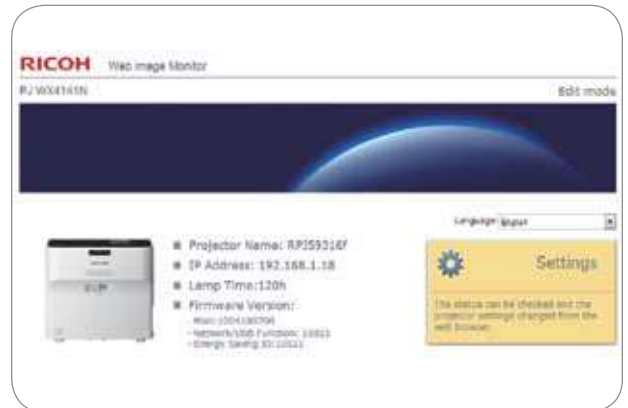 RICOH Web Image Monitor
PJ WX4141N
Edit mode
Language: English
Projector Name:
IP Address: 192.168.1.18
Lamp Time:120h
Firmware Version:
Settings
The status can be checked and the
projector settings changed from the
web browser.